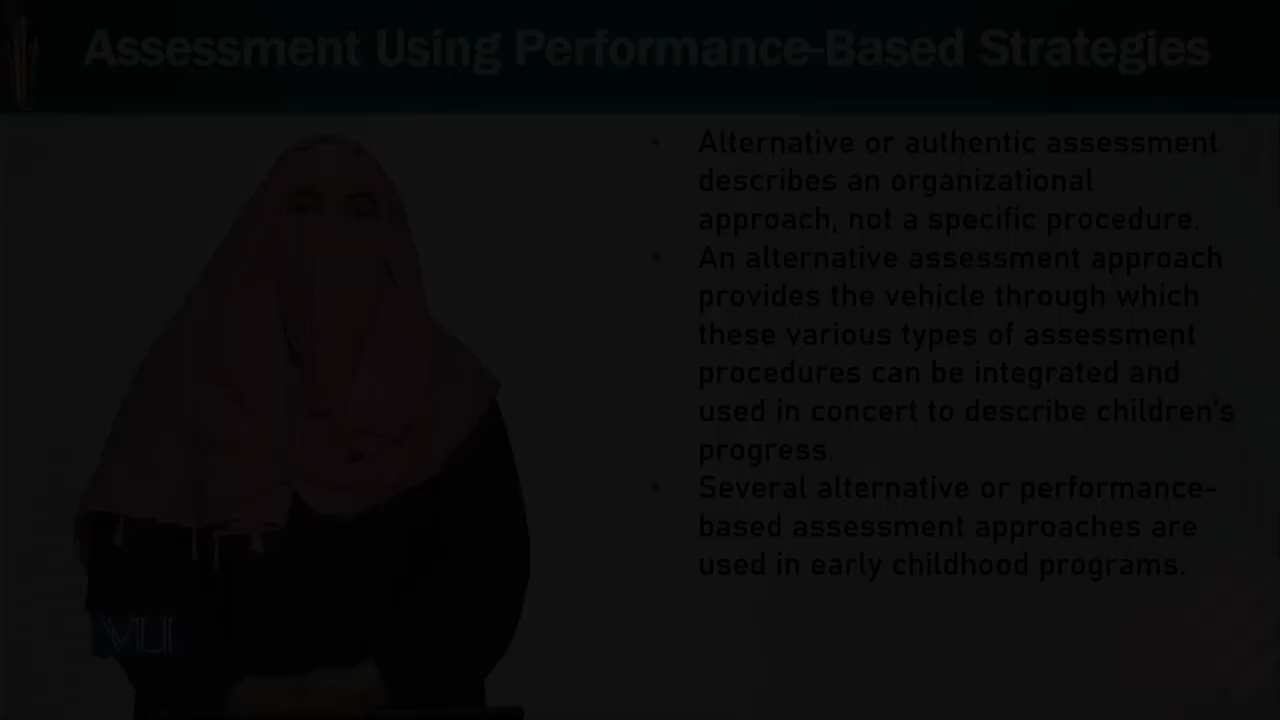 Assessment Using Performance-Based Strategies
• Alternative or authentic assessment
describes an organizational
approach, not a specific procedure.
• An alternative assessment approach
provides the vehicle through which
these various types of assessment
procedures can be integrated and
used in concert to describe children's
progress.
• Several alternative or performance-
based assessment approaches are
used in early childhood programs.
VU